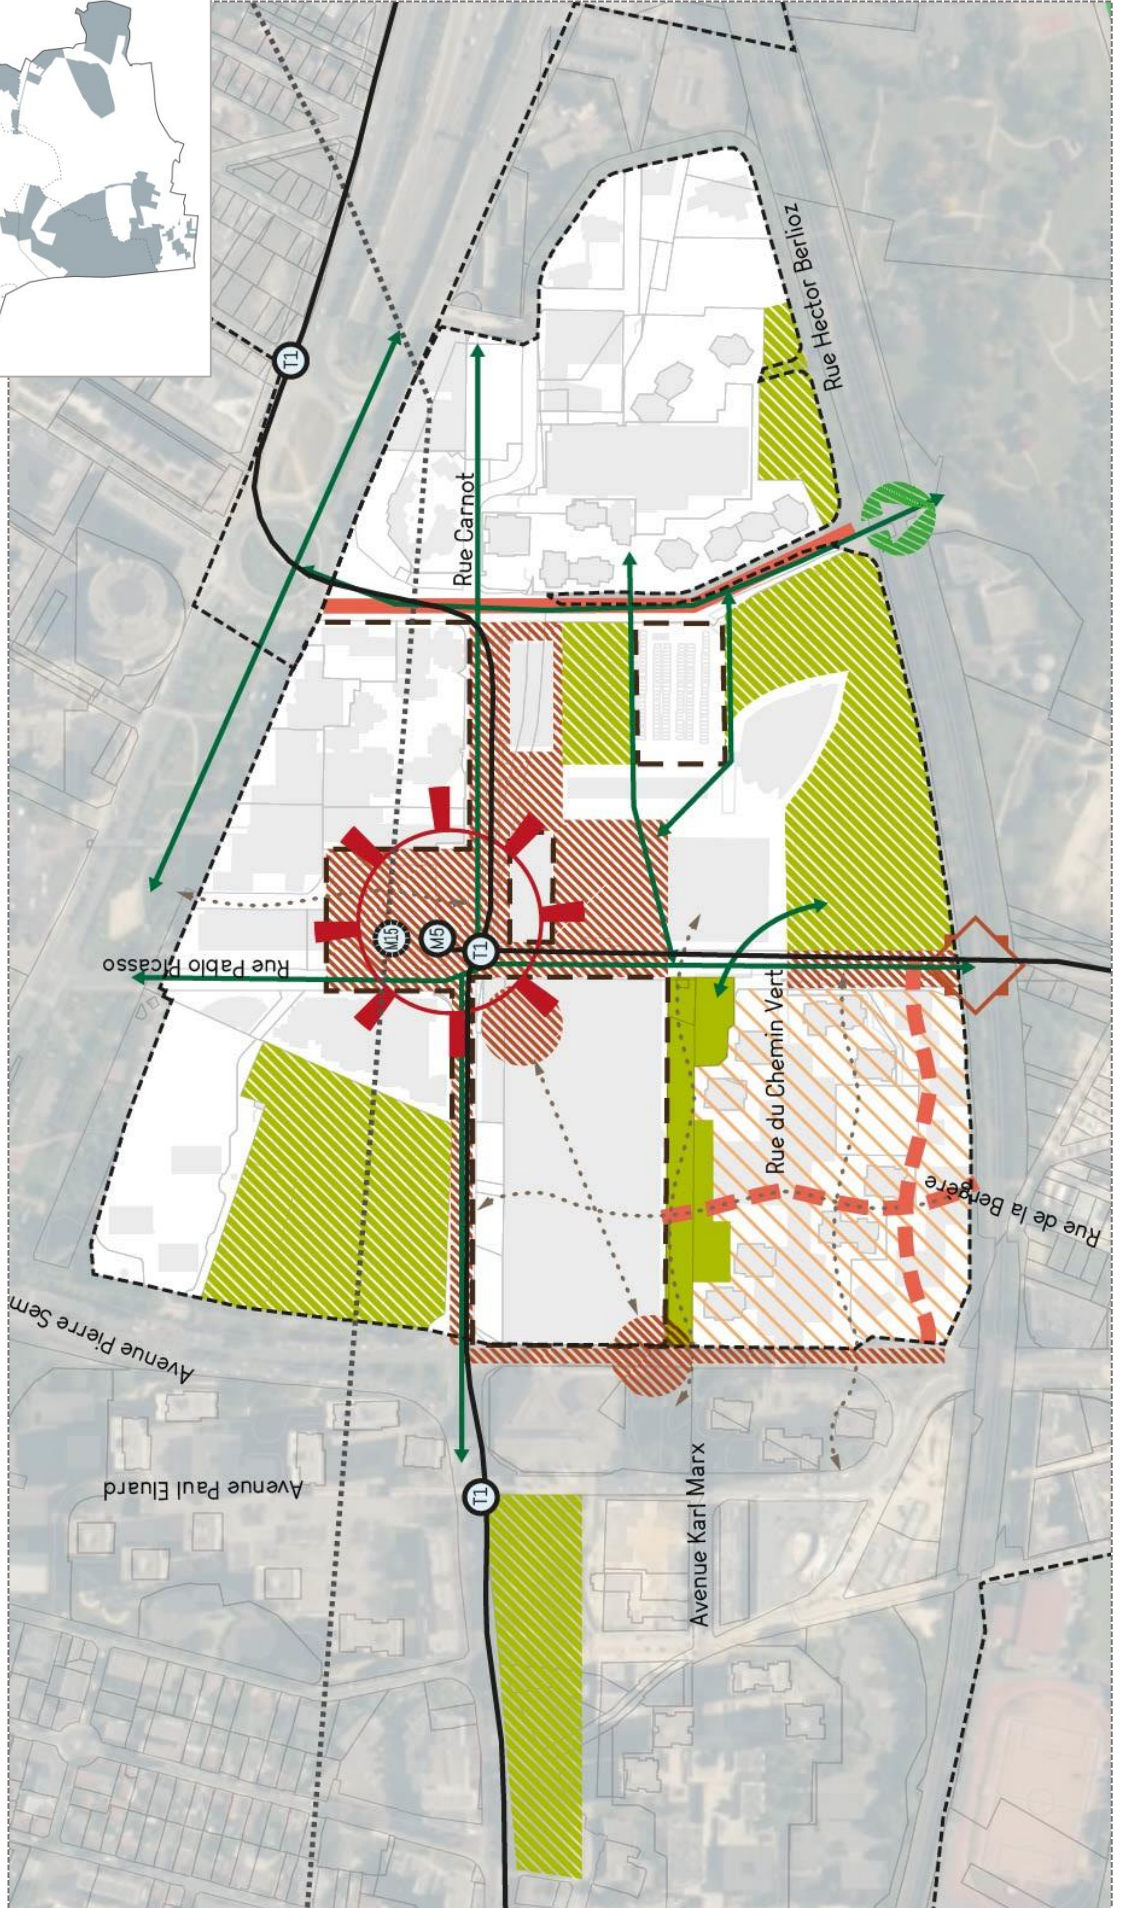 Rue Hector Berlioz
T1
Rue Carnot
M15
M5
T1
Rue Pablo Picasso
Rue du Chemin Vert
Rue de la Bergère
Avenue Pierre Sem
Avenue Paul Eluard
T1
Avenue Karl Marx